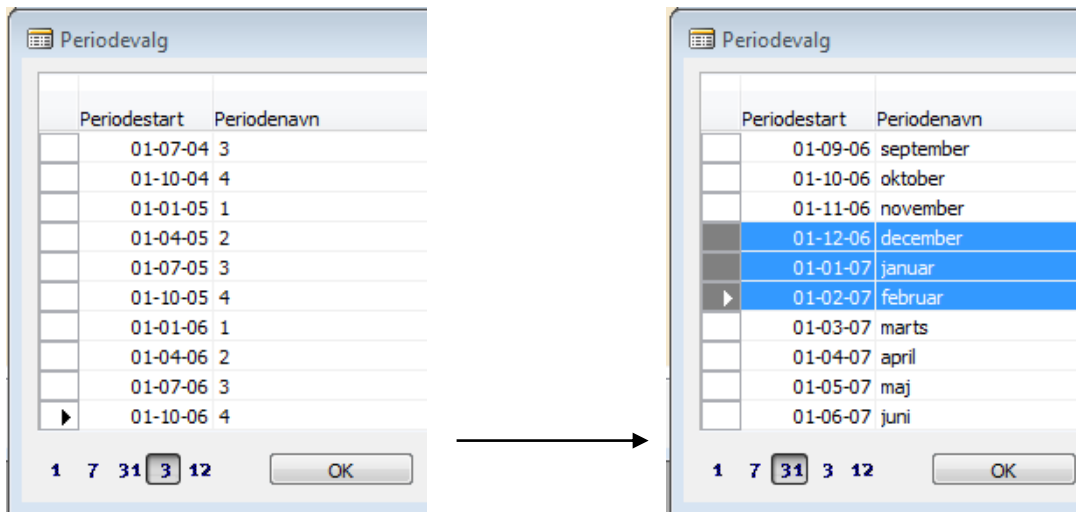 Periodevalg
Periodestart Periodenavn
01-07-04 3
01-10-04 4
01-01-05 1
01-04-05 2
01-07-05 3
01-10-05 4
01-01-06 1
01-04-06 2
01-07-06 3
01-10-06 4
1 7 31 3 12 OK
Periodevalg
Periodestart Periodenavn
01-09-06 september
01-10-06 oktober
01-11-06 november
01-12-06 december
01-01-07 januar
01-02-07 februar
01-03-07 marts
01-04-07 april
01-05-07 maj
01-06-07 juni
1 7 31 3 12 OK